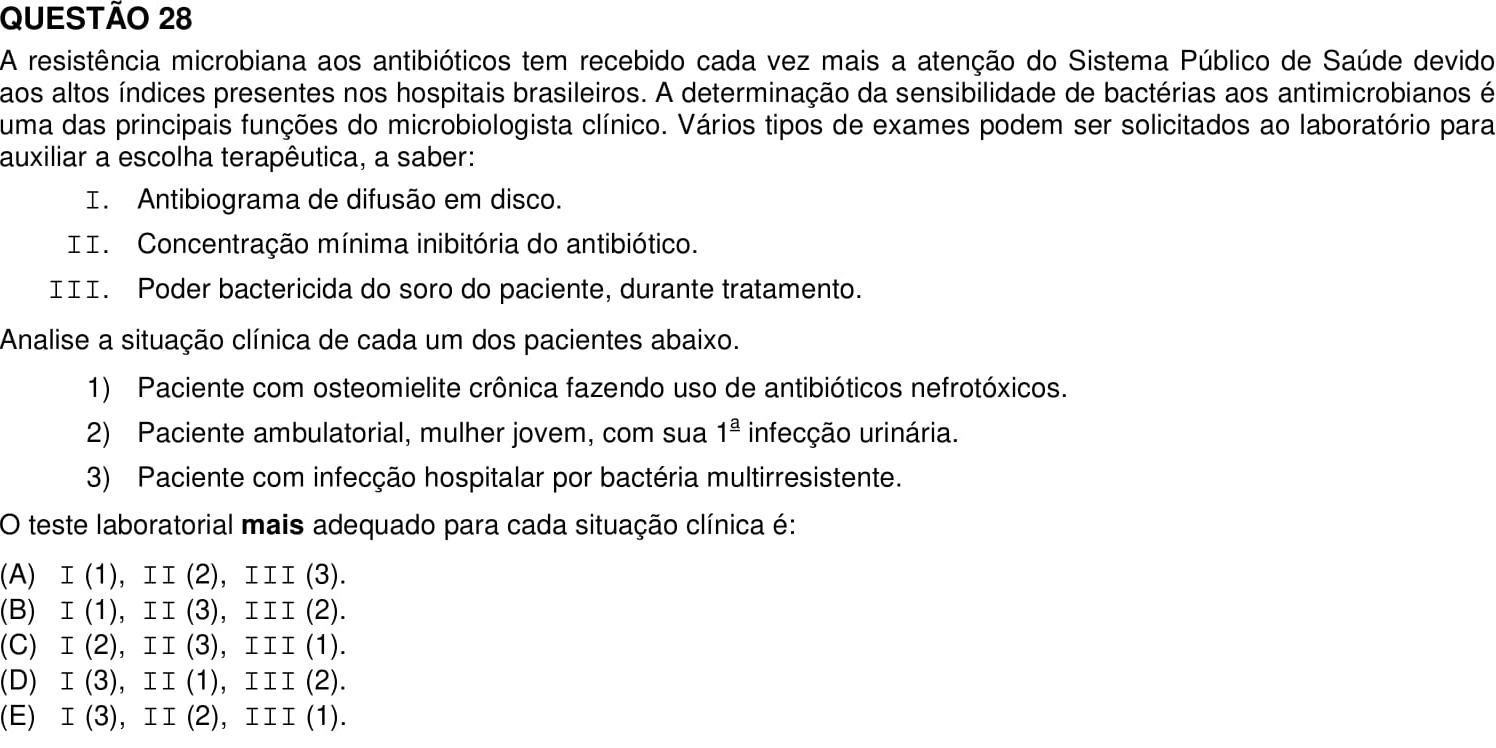 QUESTÃO 28
A resistência microbiana aos antibióticos tem recebido cada vez mais a atenção do Sistema Público de Saúde devido
aos altos índices presentes nos hospitais brasileiros. A determinação da sensibilidade de bactérias aos antimicrobianos é
uma das principais funções do microbiologista clínico. Vários tipos de exames podem ser solicitados ao laboratório para
auxiliar a escolha terapêutica, a saber:
I. Antibiograma de difusão em disco.
II. Concentração mínima inibitória do antibiótico.
III. Poder bactericida do soro do paciente, durante tratamento.
Analise a situação clínica de cada um dos pacientes abaixo.
1) Paciente com osteomielite crônica fazendo uso de antibióticos nefrotóxicos.
2) Paciente ambulatorial, mulher jovem, com sua 1ª infecção urinária.
3) Paciente com infecção hospitalar por bactéria multirresistente.
O teste laboratorial mais adequado para cada situação clínica é:
(A) I (1), II (2), III (3).
(B) I (1), II (3), III (2).
(C) I (2), II (3), III (1).
(D) I (3), II (1), III (2).
(E) I (3), II (2), III (1).